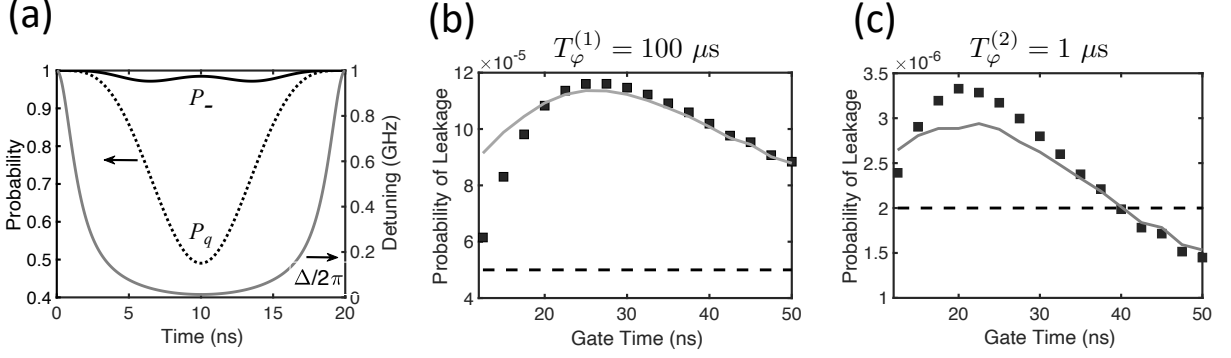 (a)
Probability
1
0.9
0.8
0.7
0.6
0.5
0.4
0
5
10
15
20
Time (ns)
1
0.8
0.6
0.4
0.2
0
Detuning (GHz)
P_-
P_q
Δ/2π
(b)
T_φ^(1) = 100 μs
×10^-5
Probability of Leakage
12
10
8
6
4
20
30
40
50
Gate Time (ns)
(c)
T_φ^(2) = 1 μs
×10^-6
Probability of Leakage
3.5
3
2.5
2
1.5
1
20
30
40
50
Gate Time (ns)